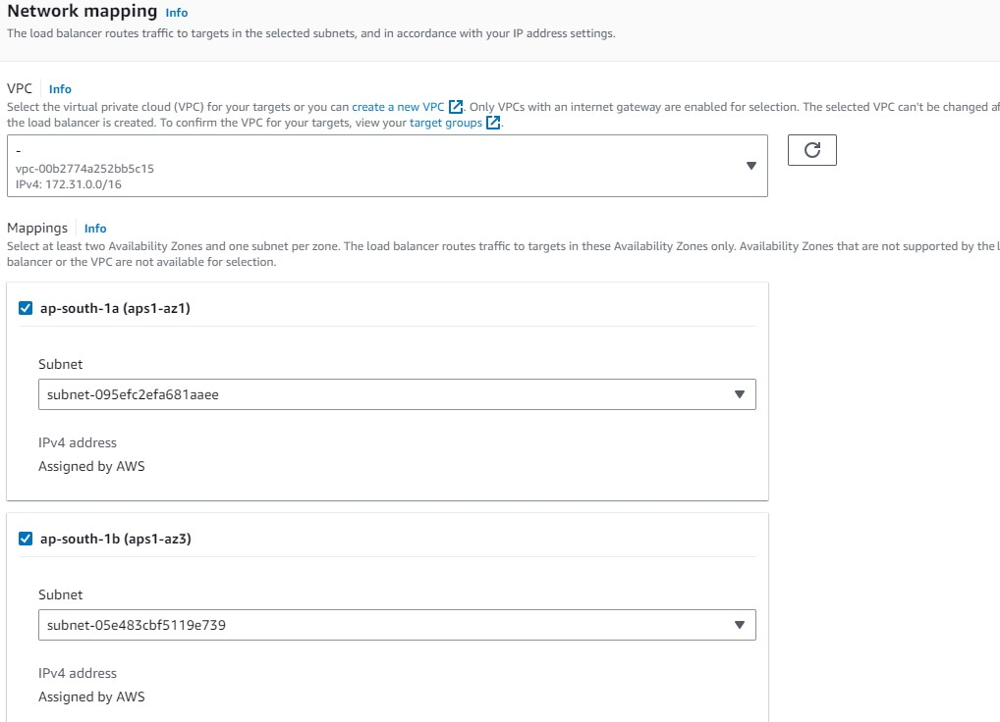 Network mapping Info
The load balancer routes traffic to targets in the selected subnets, and in accordance with your IP address settings.
VPC Info
Select the virtual private cloud (VPC) for your targets or you can create a new VPC. Only VPCs with an internet gateway are enabled for selection. The selected VPC can't be changed
the load balancer is created. To confirm the VPC for your targets, view your target groups.
-
vpc-00b2774a252bb5c15
IPv4: 172.31.0.0/16
Mappings Info
Select at least two Availability Zones and one subnet per zone. The load balancer routes traffic to targets in these Availability Zones only. Availability Zones that are not supported by the
balancer or the VPC are not available for selection.
ap-south-1a (aps1-az1)
Subnet
subnet-095efc2efa681aaee
IPv4 address
Assigned by AWS
ap-south-1b (aps1-az3)
Subnet
subnet-05e483cbf5119e739
IPv4 address
Assigned by AWS